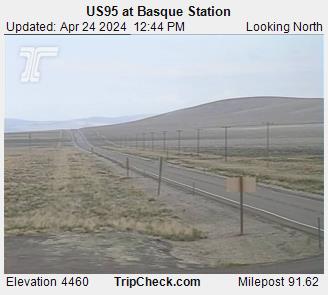 US95 at Basque Station
Updated: Apr 24 2024 12:44 PM
Looking North
Elevation 4460
TripCheck.com
Milepost 91.62